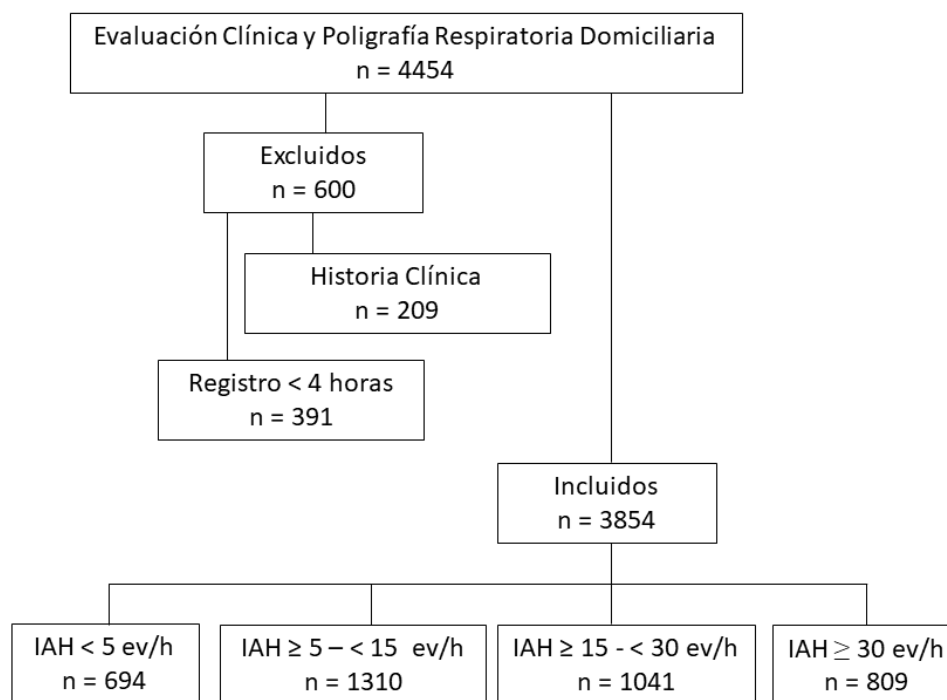 Evaluación Clínica y Poligrafía Respiratoria Domiciliaria
n = 4454
Excluidos
n = 600
Historia Clínica
n = 209
Registro < 4 horas
n = 391
Incluidos
n = 3854
IAH < 5 ev/h
n = 694
IAH ≥ 5 – < 15 ev/h
n = 1310
IAH ≥ 15 - < 30 ev/h
n = 1041
IAH ≥ 30 ev/h
n = 809